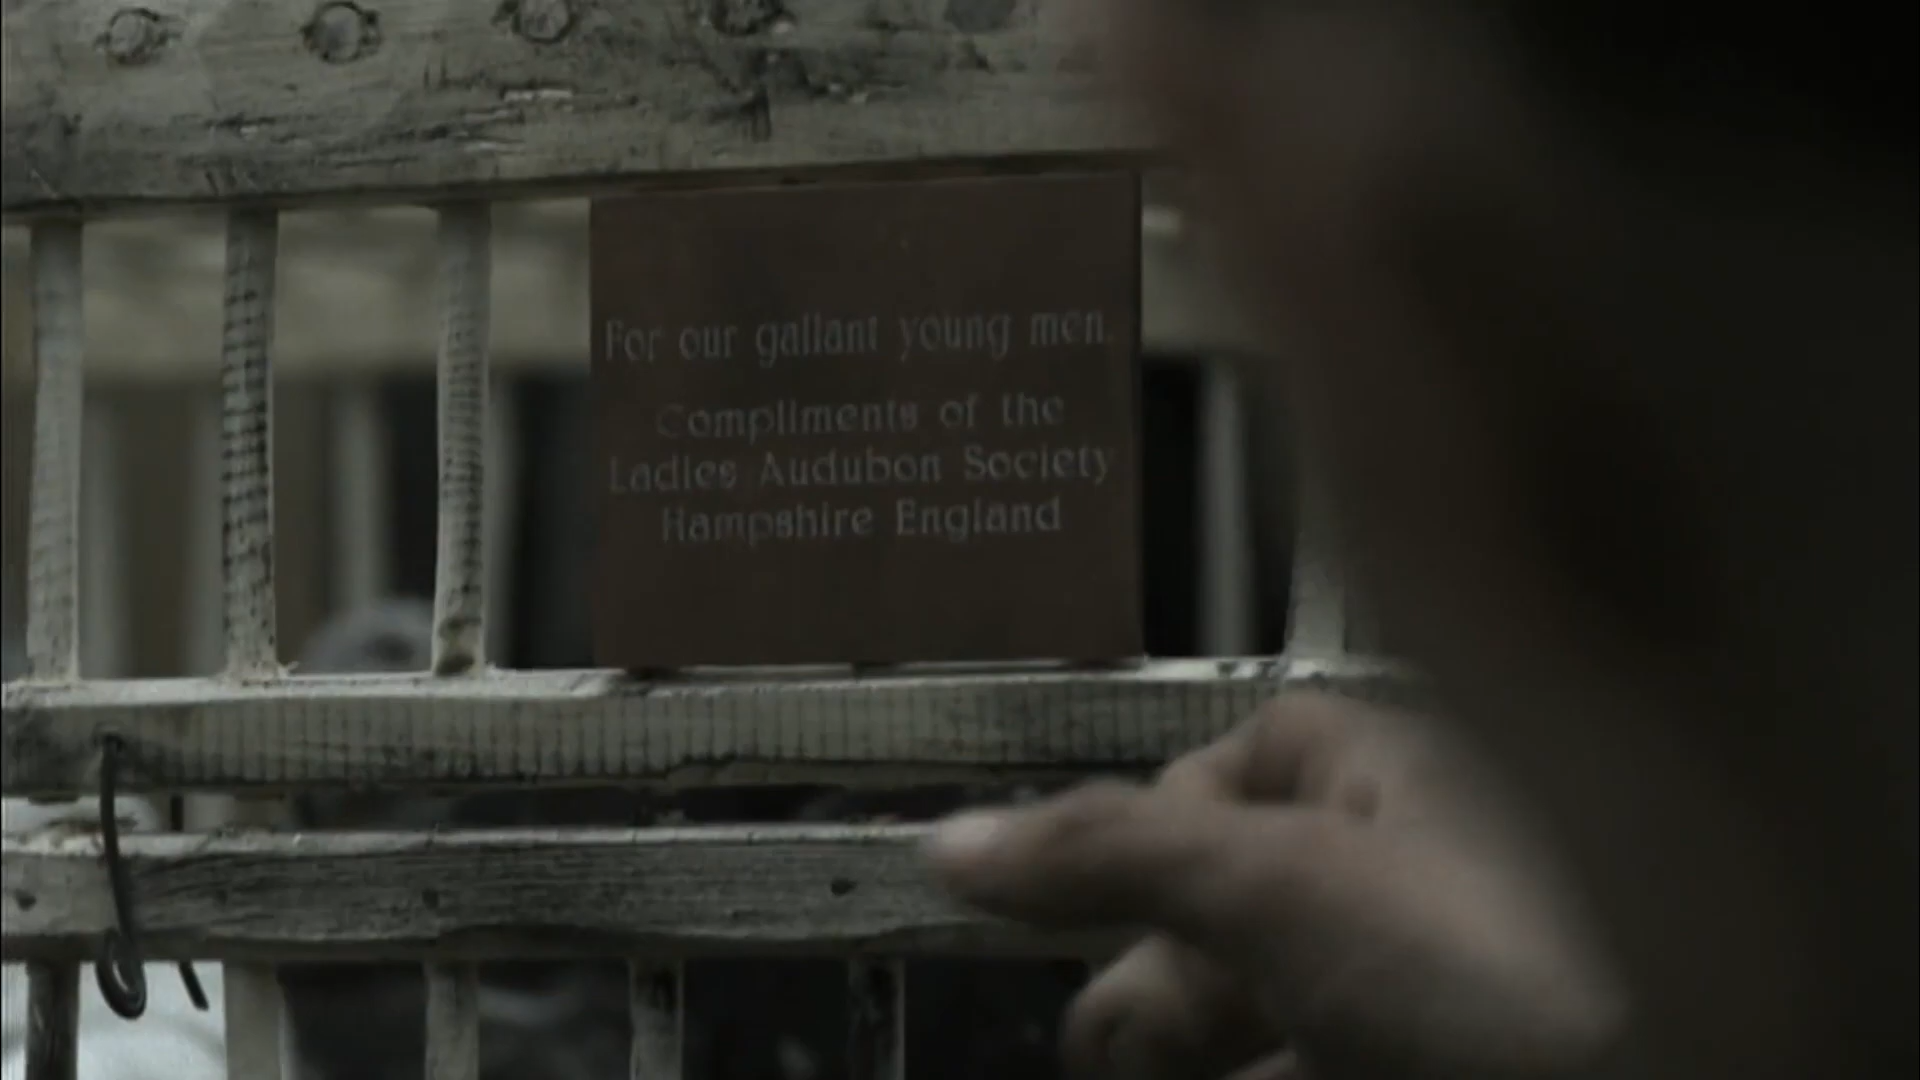 For our gallant young men.
Compliments of the
Ladies Audubon Society
Hampshire England